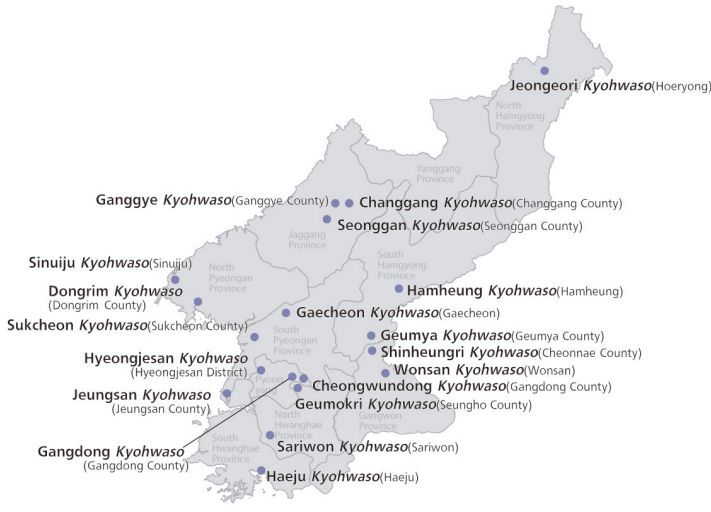 Jeongeori Kyohwaso(Hoeryong)
North
Hamgyong
Province
Yanggang
Province
Ganggye Kyohwaso(Ganggye County)
Changgang Kyohwaso(Changgang County)
Seonggan Kyohwaso(Seonggan County)
Jaggang
Province
South
Hamgyong
Province
Sinuiju Kyohwaso(Sinuiju)
North
Pyeongan
Province
Dongrim Kyohwaso
(Dongrim County)
Hamheung Kyohwaso(Hamheung)
Gaecheon Kyohwaso(Gaecheon)
Sukcheon Kyohwaso(Sukcheon County)
South
Pyeongan
Province
Geumya Kyohwaso(Geumya County)
Shinheungri Kyohwaso(Cheonnae County)
Hyeongjesan Kyohwaso
(Hyeongjesan District)
Wonsan Kyohwaso(Wonsan)
Pyong
yang
Cheongwundong Kyohwaso(Gangdong County)
Jeungsan Kyohwaso
(Jeungsan County)
Geumokri Kyohwaso(Seungho County)
North
Hwanghae
Province
Gangwon
Province
South
Hwanghae
Province
Sariwon Kyohwaso(Sariwon)
Gangdong Kyohwaso
(Gangdong County)
Haeju Kyohwaso(Haeju)